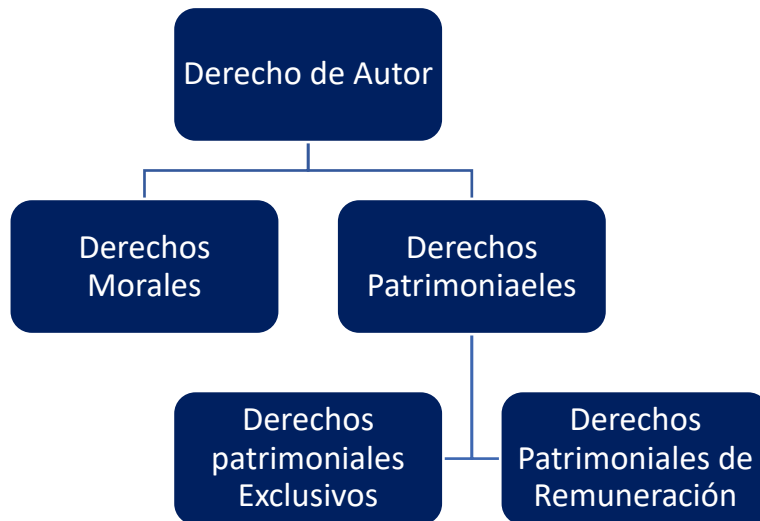 Derecho de Autor
Derechos
Morales
Derechos
Patrimoniaeles
Derechos
patrimoniales
Exclusivos
Derechos
Patrimoniales de
Remuneración